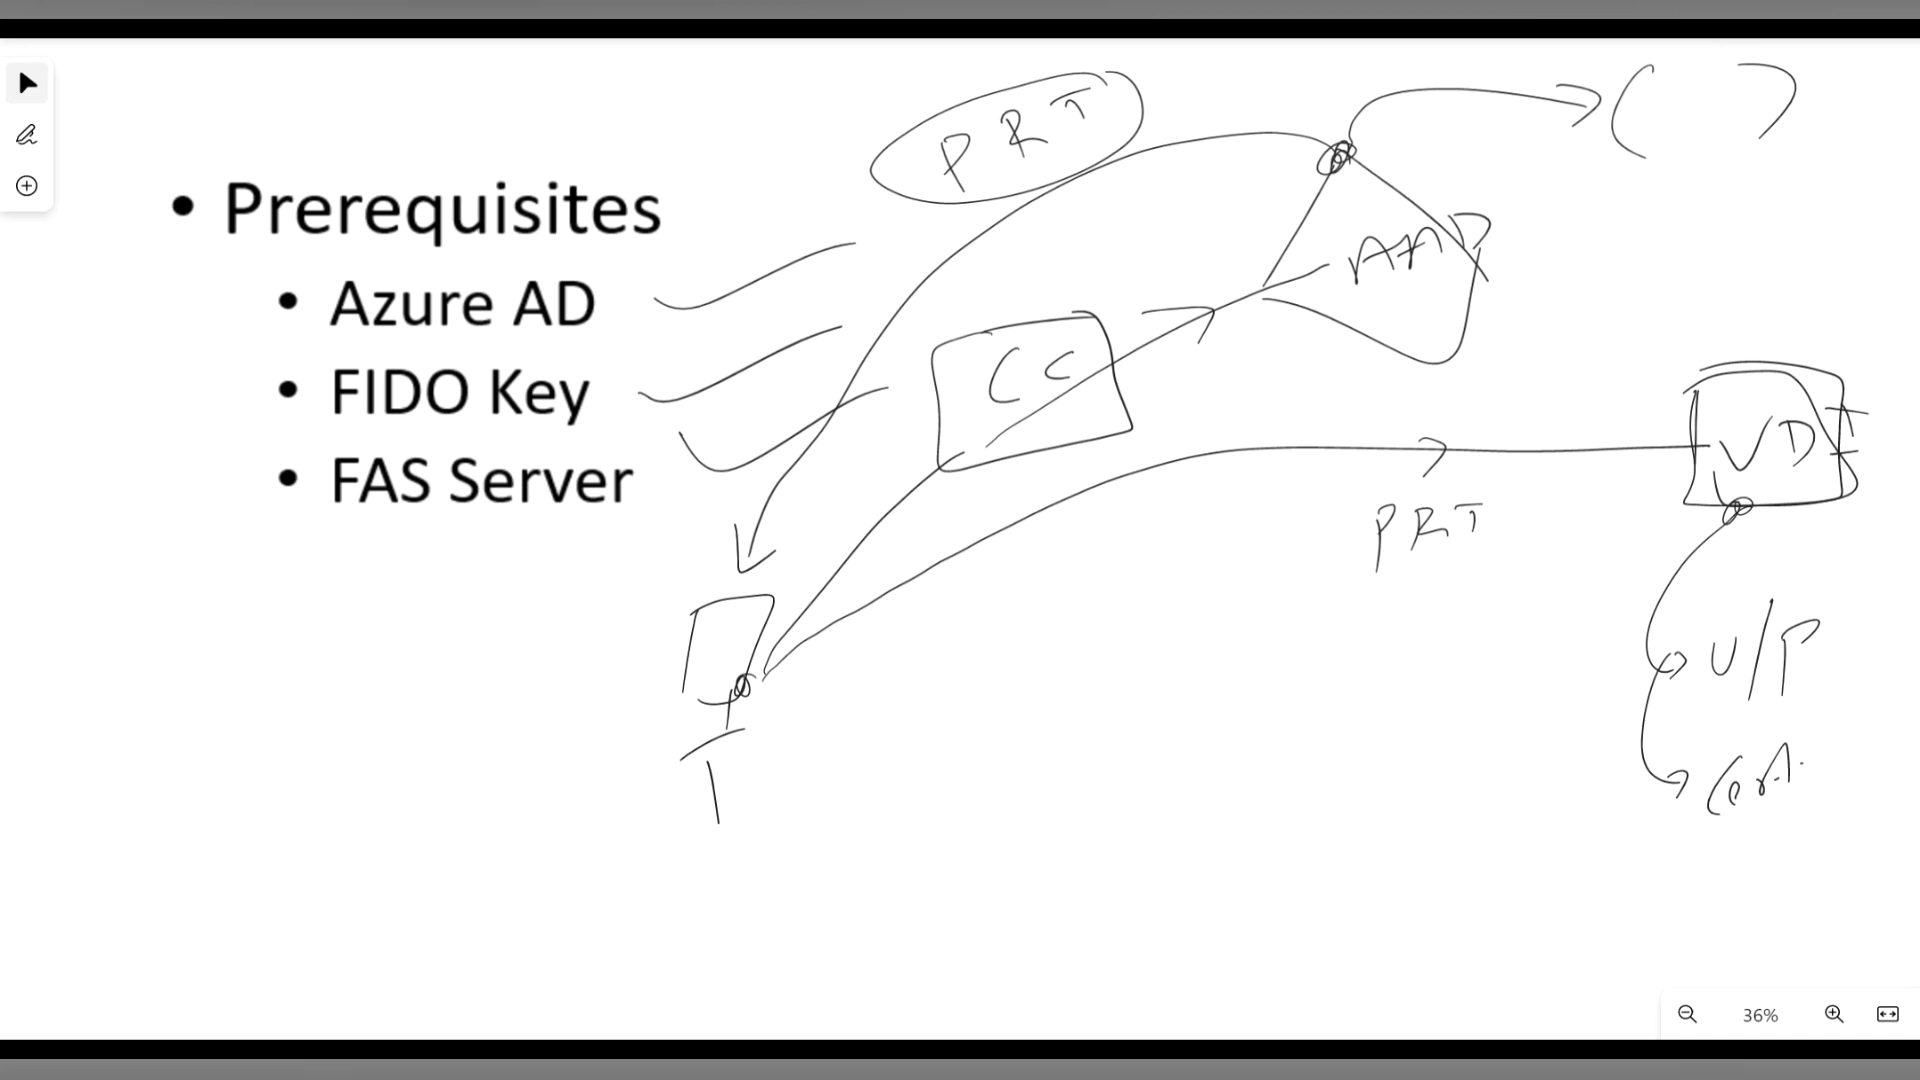 • Prerequisites
• Azure AD
• FIDO Key
• FAS Server
PRT
AAD
CC
VDI
PRT
U/P
36%